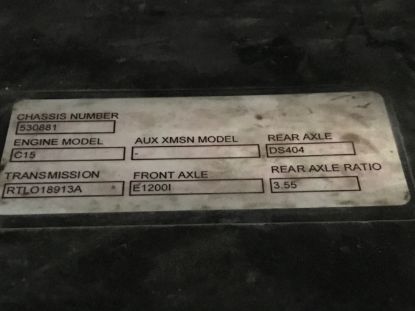 CHASSIS NUMBER
530881
ENGINE MODEL AUX XMSN MODEL REAR AXLE
C15 - DS404
TRANSMISSION FRONT AXLE REAR AXLE RATIO
RTLO18913A E1200I 3.55